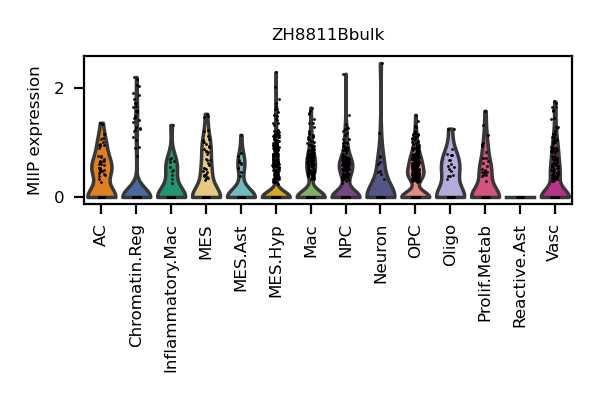 ZH8811Bbulk
MIIP expression
2
0
AC
Chromatin.Reg
Inflammatory.Mac
MES
MES.Ast
MES.Hyp
Mac
NPC
Neuron
OPC
Oligo
Prolif.Metab
Reactive.Ast
Vasc